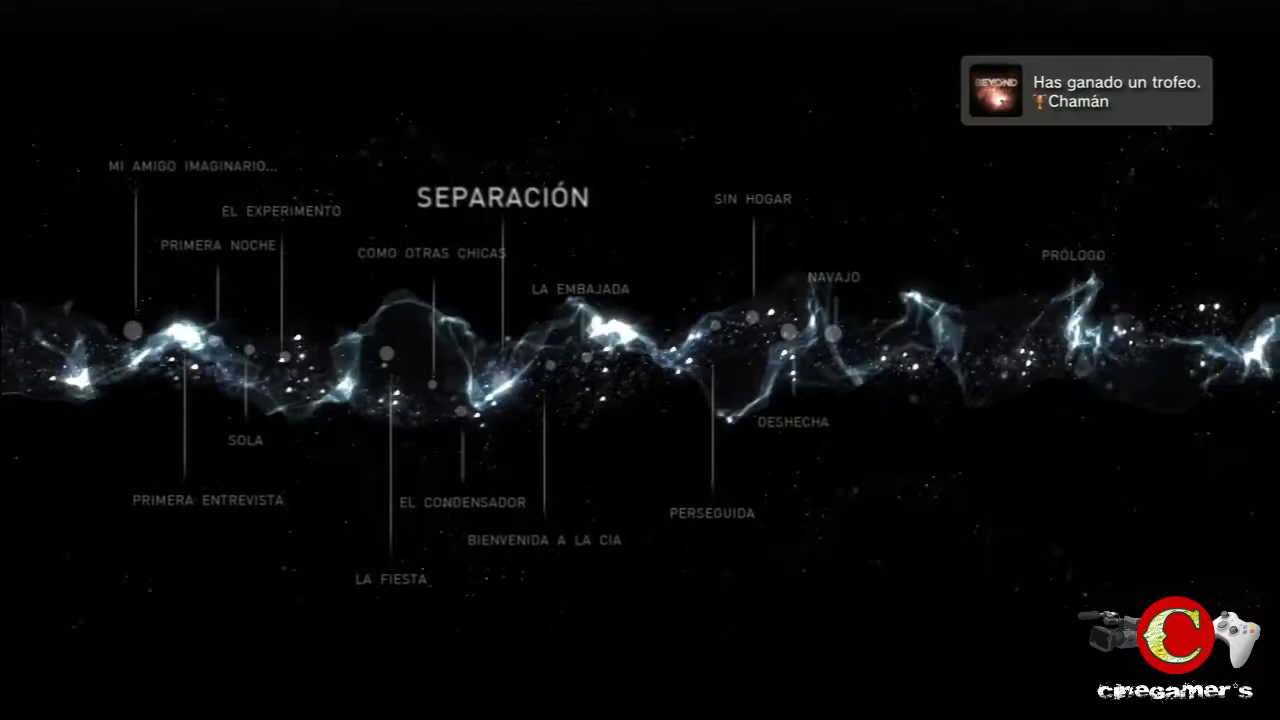 BEYOND
Has ganado un trofeo.
Chamán
MI AMIGO IMAGINARIO...
SEPARACIÓN
SIN HOGAR
EL EXPERIMENTO
PRIMERA NOCHE
COMO OTRAS CHICAS
PRÓLOGO
NAVAJO
LA EMBAJADA
DESHECHA
SOLA
PRIMERA ENTREVISTA
EL CONDENSADOR
PERSEGUIDA
BIENVENIDA A LA CIA
LA FIESTA
C
cinegamer's